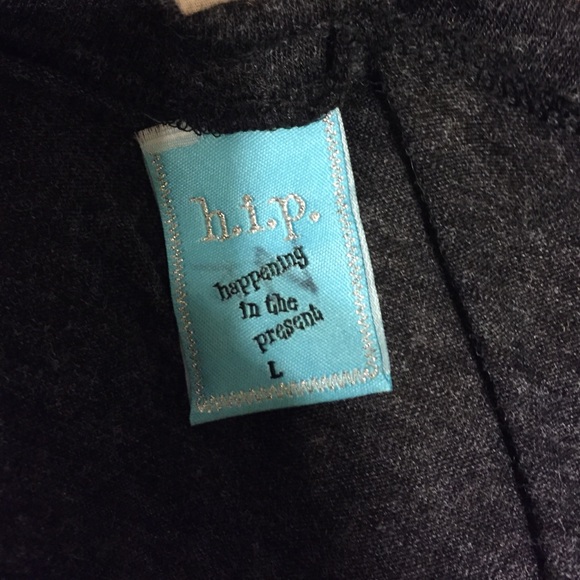 h.i.p.
happening
in the
present
L